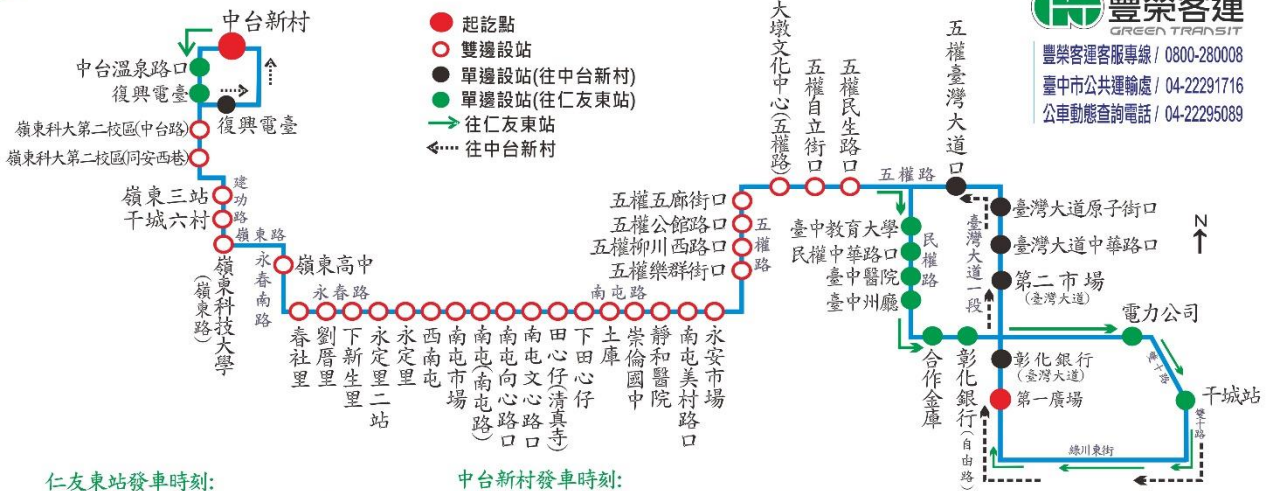 豐榮客運
GREEN TRANSIT
豐榮客運客服專線 / 0800-280008
臺中市公共運輸處 / 04-22291716
公車動態查詢電話 / 04-22295089
起訖點
雙邊設站
單邊設站(往中台新村)
單邊設站(往仁友東站)
往仁友東站
往中台新村
中台新村
中台溫泉路口
復興電臺
復興電臺
嶺東科大第二校區(中台路)
嶺東科大第二校區(同安西巷)
嶺東三站
干城六村
建功路
嶺東路
嶺東科技大學
(嶺東路)
永春南路
嶺東高中
永春路
春社里
劉厝里
下新生里
永定里二站
永定里
西南屯
南屯市場
南屯(南屯路)
南屯向心路口
南屯文心路口
田心仔(清真寺)
下田心仔
土庫
崇倫國中
靜和醫院
南屯美村路口
永安市場
南屯路
五權五廊街口
五權公館路口
五權柳川西路口
五權樂群街口
五權路
大墩文化中心(五權路)
五權自立街口
五權民生路口
五權路
五權臺灣大道口
臺中教育大學
民權中華路口
臺中醫院
臺中州廳
民權路
臺灣大道一段
臺灣大道原子街口
臺灣大道中華路口
第二市場
(臺灣大道)
N
合作金庫
彰化銀行(自由路)
彰化銀行
(臺灣大道)
第一廣場
電力公司
雙十路
干城站
雙十路
綠川東街
仁友東站發車時刻:
中台新村發車時刻: